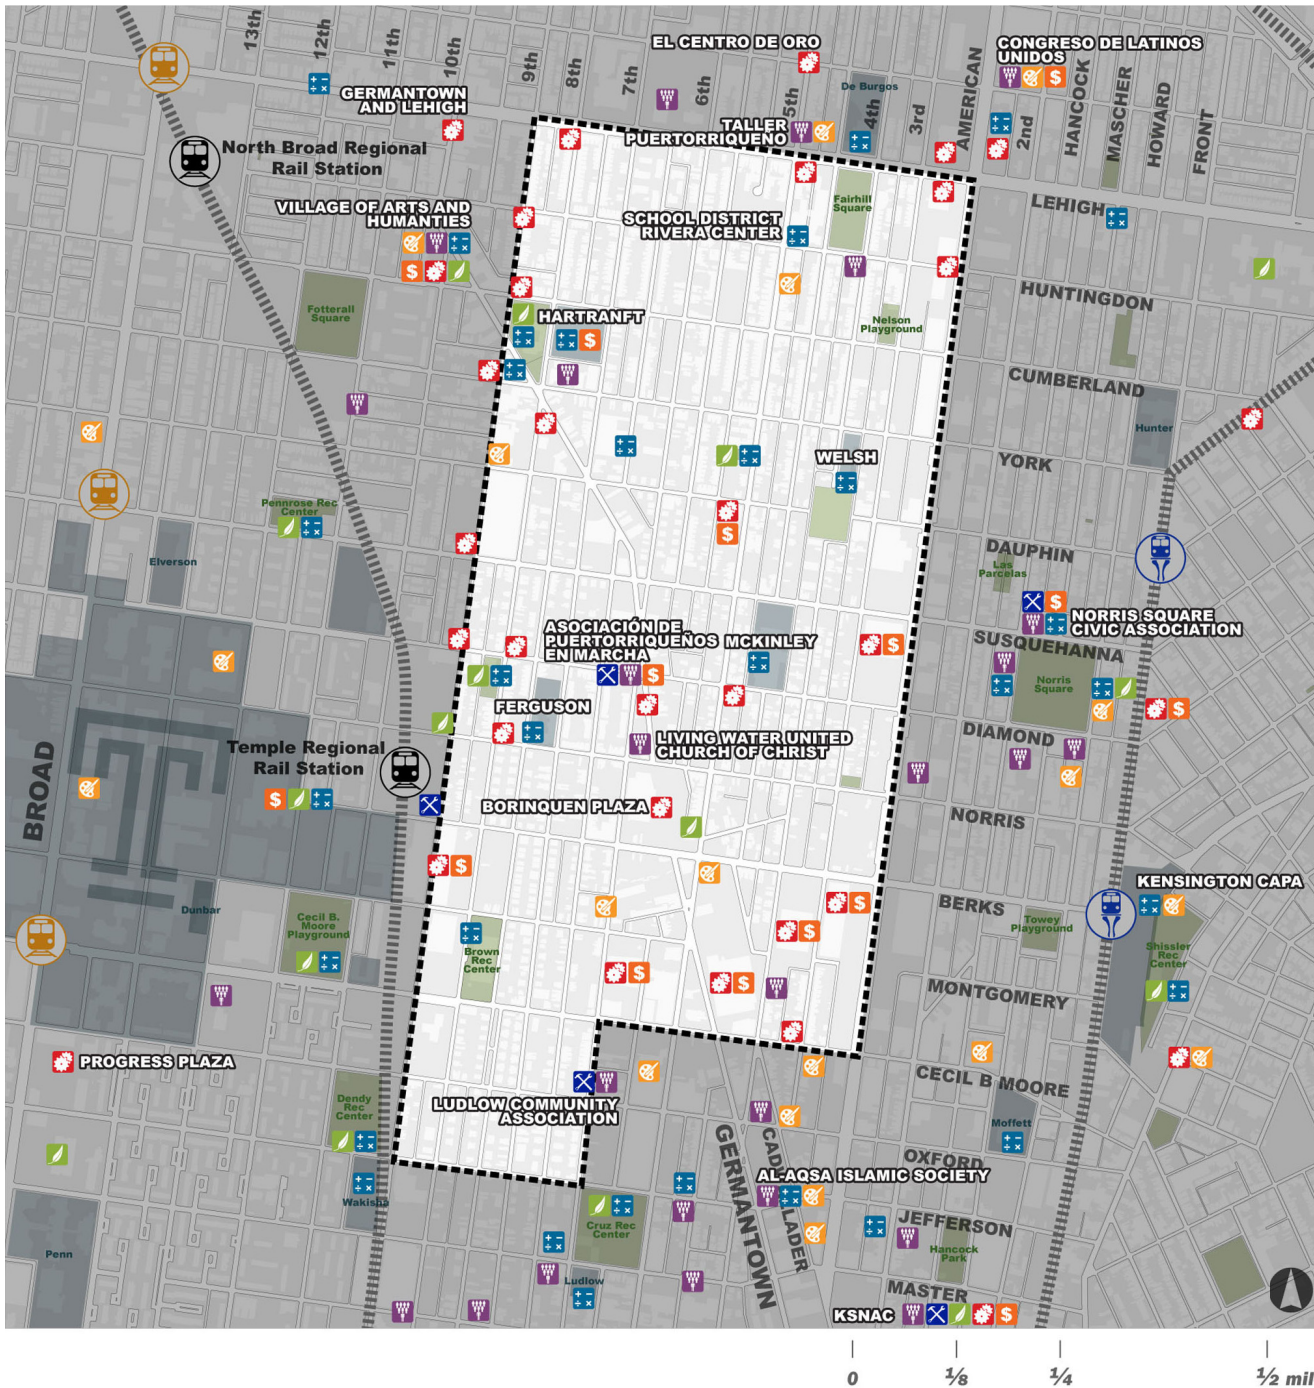 13th
12th
11th
10th
9th
8th
7th
6th
5th
4th
3rd
AMERICAN
2nd
HANCOCK
MASCHER
HOWARD
FRONT
EL CENTRO DE ORO
CONGRESO DE LATINOS
UNIDOS
$
De Burgos
GERMANTOWN
AND LEHIGH
TALLER
PUERTORRIQUEÑO
North Broad Regional
Rail Station
VILLAGE OF ARTS AND
HUMANTIES
$
SCHOOL DISTRICT
RIVERA CENTER
Fairhill
Square
LEHIGH
HUNTINGDON
Fotterall
Square
HARTRANFT
$
Nelson
Playground
CUMBERLAND
Hunter
WELSH
YORK
Pennrose Rec
Center
$
DAUPHIN
Elverson
Las
Parcelas
$
NORRIS SQUARE
CIVIC ASSOCIATION
ASOCIACIÓN DE
PUERTORRIQUEÑOS
EN MARCHA
$
MCKINLEY
$
SUSQUEHANNA
Norris
Square
$
FERGUSON
LIVING WATER UNITED
CHURCH OF CHRIST
DIAMOND
Temple Regional
Rail Station
$
BROAD
BORINQUEN PLAZA
NORRIS
$
KENSINGTON CAPA
Dunbar
Cecil B.
Moore
Playground
$
$
BERKS
Towey
Playground
Brown
Rec
Center
Shissler
Rec
Center
$
$
MONTGOMERY
PROGRESS PLAZA
CECIL B MOORE
Dendy
Rec
Center
LUDLOW COMMUNITY
ASSOCIATION
Moffett
GERMANTOWN
OXFORD
AL-AQSA ISLAMIC SOCIETY
JEFFERSON
Cruz Rec
Center
Hancock
Park
Penn
Ludlow
MASTER
KSNAC
$
0
⅛
¼
½ mil